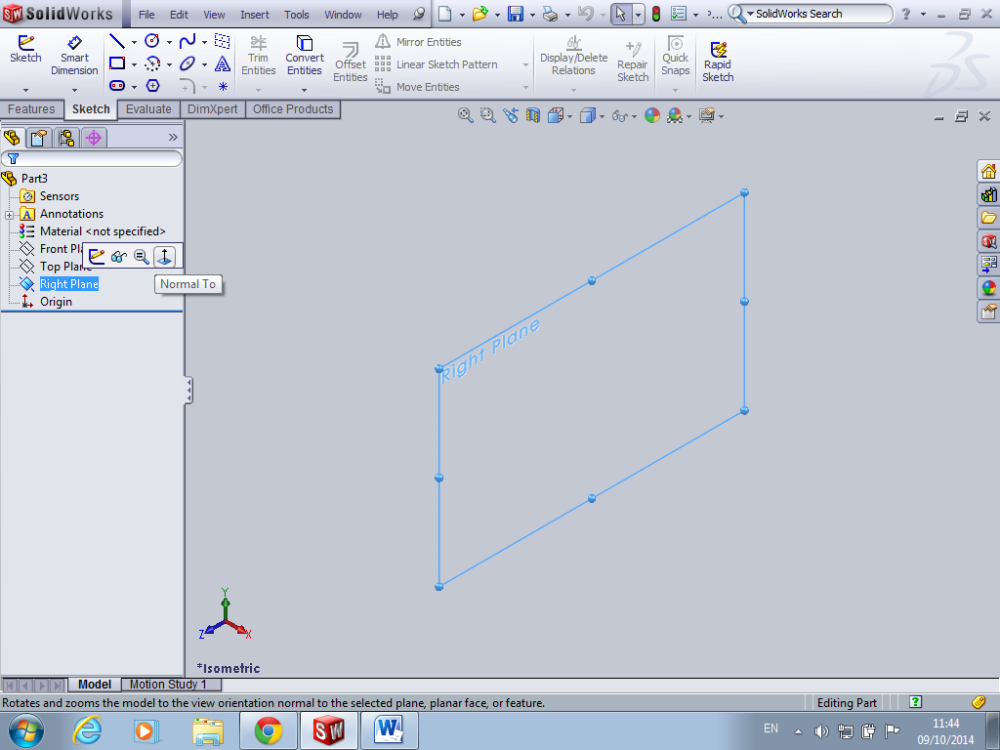 SW SolidWorks File Edit View Insert Tools Window Help SolidWorks Search ?
Sketch Smart Dimension Trim Entities Convert Entities Offset Entities Mirror Entities Linear Sketch Pattern Move Entities Display/Delete Relations Repair Sketch Quick Snaps Rapid Sketch
Features Sketch Evaluate DimXpert Office Products
Part3
Sensors
Annotations
Material <not specified>
Front Pla
Top Plane
Right Plane
Normal To
Origin
Right Plane
Y
Z
X
*Isometric
Model Motion Study 1
Rotates and zooms the model to the view orientation normal to the selected plane, planar face, or feature. Editing Part ?
EN 11:44
09/10/2014